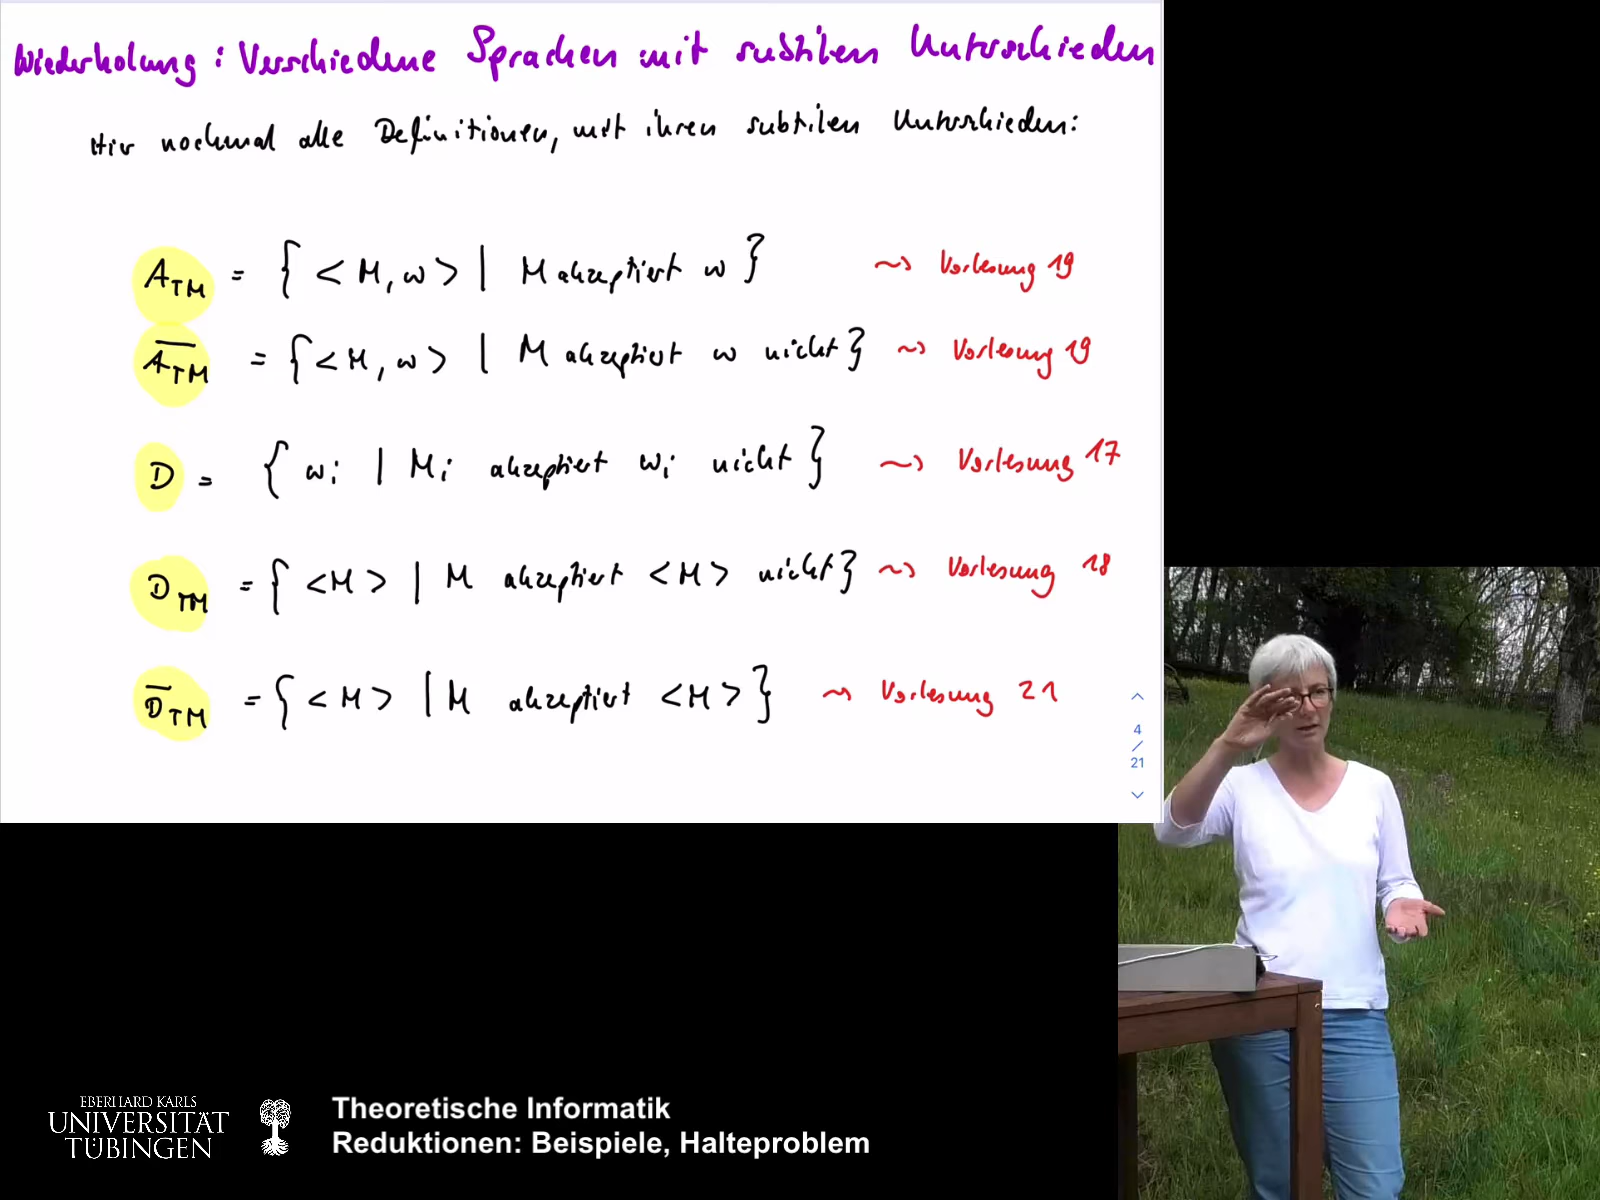 Wiederholung: Verschiedene Sprachen mit subtilen Unterschieden
Hier nochmal alle Definitionen, mit ihren subtilen Unterschieden:
A_TM = { <M, w> | M akzeptiert w } ⇝ Vorlesung 19
A̅_TM = { <M, w> | M akzeptiert w nicht } ⇝ Vorlesung 19
D = { w_i | M_i akzeptiert w_i nicht } ⇝ Vorlesung 17
D_TM = { <M> | M akzeptiert <M> nicht } ⇝ Vorlesung 18
D̅_TM = { <M> | M akzeptiert <M> } ⇝ Vorlesung 21
4
/
21
EBERHARD KARLS
UNIVERSITÄT
TÜBINGEN
Theoretische Informatik
Reduktionen: Beispiele, Halteproblem